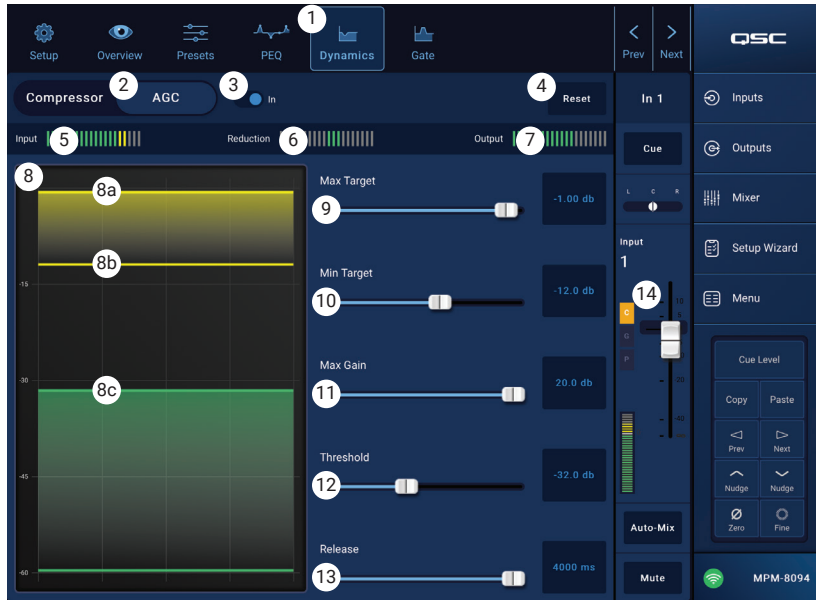 1
Setup
Overview
Presets
PEQ
Dynamics
Gate
Prev
Next
QSC
Compressor
2
AGC
3
In
4
Reset
In 1
Inputs
Input
5
Reduction
6
Output
7
Cue
Outputs
8
8a
8b
8c
-15
-30
-45
-60
Max Target
9
-1.00 db
Min Target
10
-12.0 db
Max Gain
11
20.0 db
Threshold
12
-32.0 db
Release
13
4000 ms
L C R
Input
1
14
10
5
C
G
P
-20
-40
Auto-Mix
Mute
Mixer
Setup Wizard
Menu
Cue Level
Copy
Paste
Prev
Next
Nudge
Nudge
Zero
Fine
MPM-8094